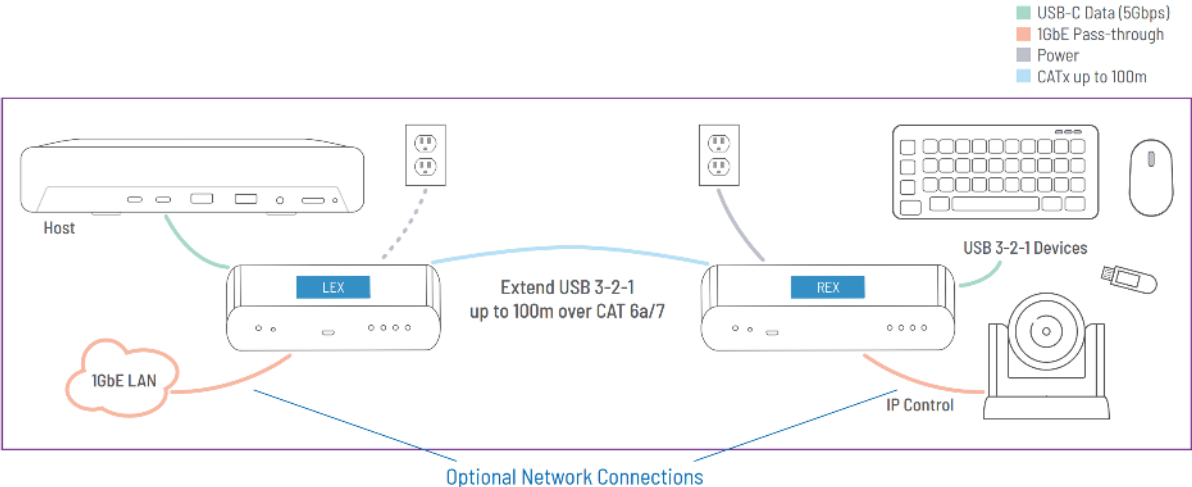 USB-C Data (5Gbps)
1GbE Pass-through
Power
CATx up to 100m
Host
USB 3-2-1 Devices
LEX
Extend USB 3-2-1
up to 100m over CAT 6a/7
REX
1GbE LAN
IP Control
Optional Network Connections